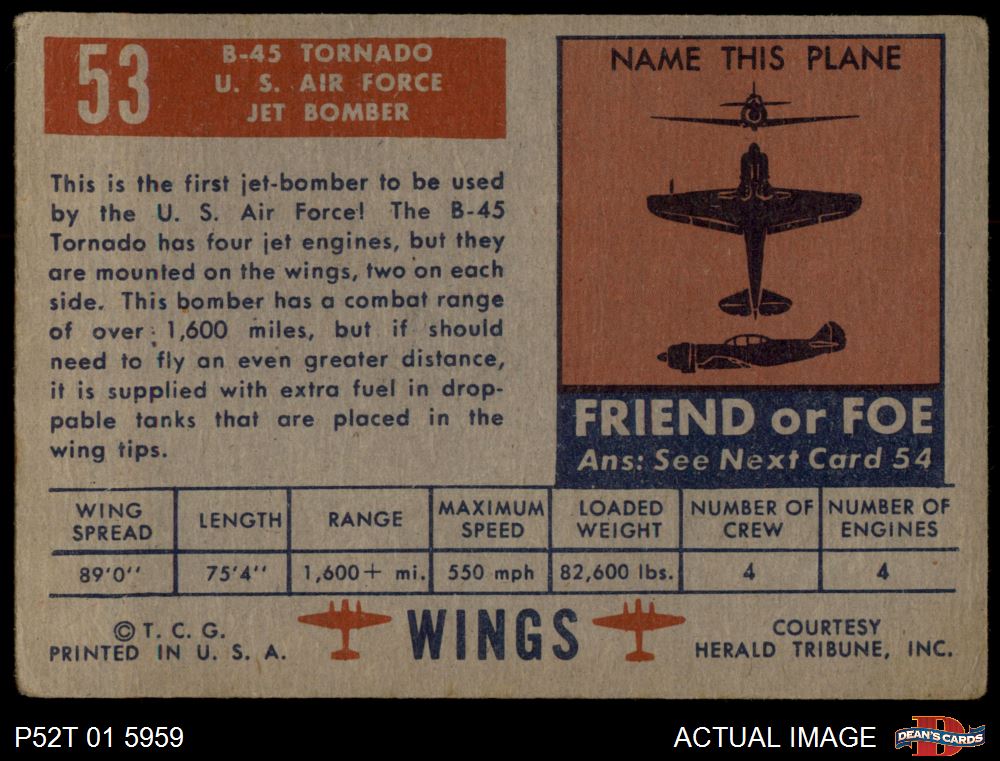 53
B-45 TORNADO
U. S. AIR FORCE
JET BOMBER
This is the first jet-bomber to be used
by the U. S. Air Force! The B-45
Tornado has four jet engines, but they
are mounted on the wings, two on each
side. This bomber has a combat range
of over 1,600 miles, but if should
need to fly an even greater distance,
it is supplied with extra fuel in drop-
pable tanks that are placed in the
wing tips.
NAME THIS PLANE
FRIEND or FOE
Ans: See Next Card 54
WING SPREAD LENGTH RANGE MAXIMUM SPEED LOADED WEIGHT NUMBER OF CREW NUMBER OF ENGINES
89'0'' 75'4'' 1,600+ mi. 550 mph 82,600 lbs. 4 4
© T. C. G.
PRINTED IN U. S. A.
WINGS
COURTESY
HERALD TRIBUNE, INC.
P52T 01 5959
ACTUAL IMAGE
D
DEAN'S CARDS